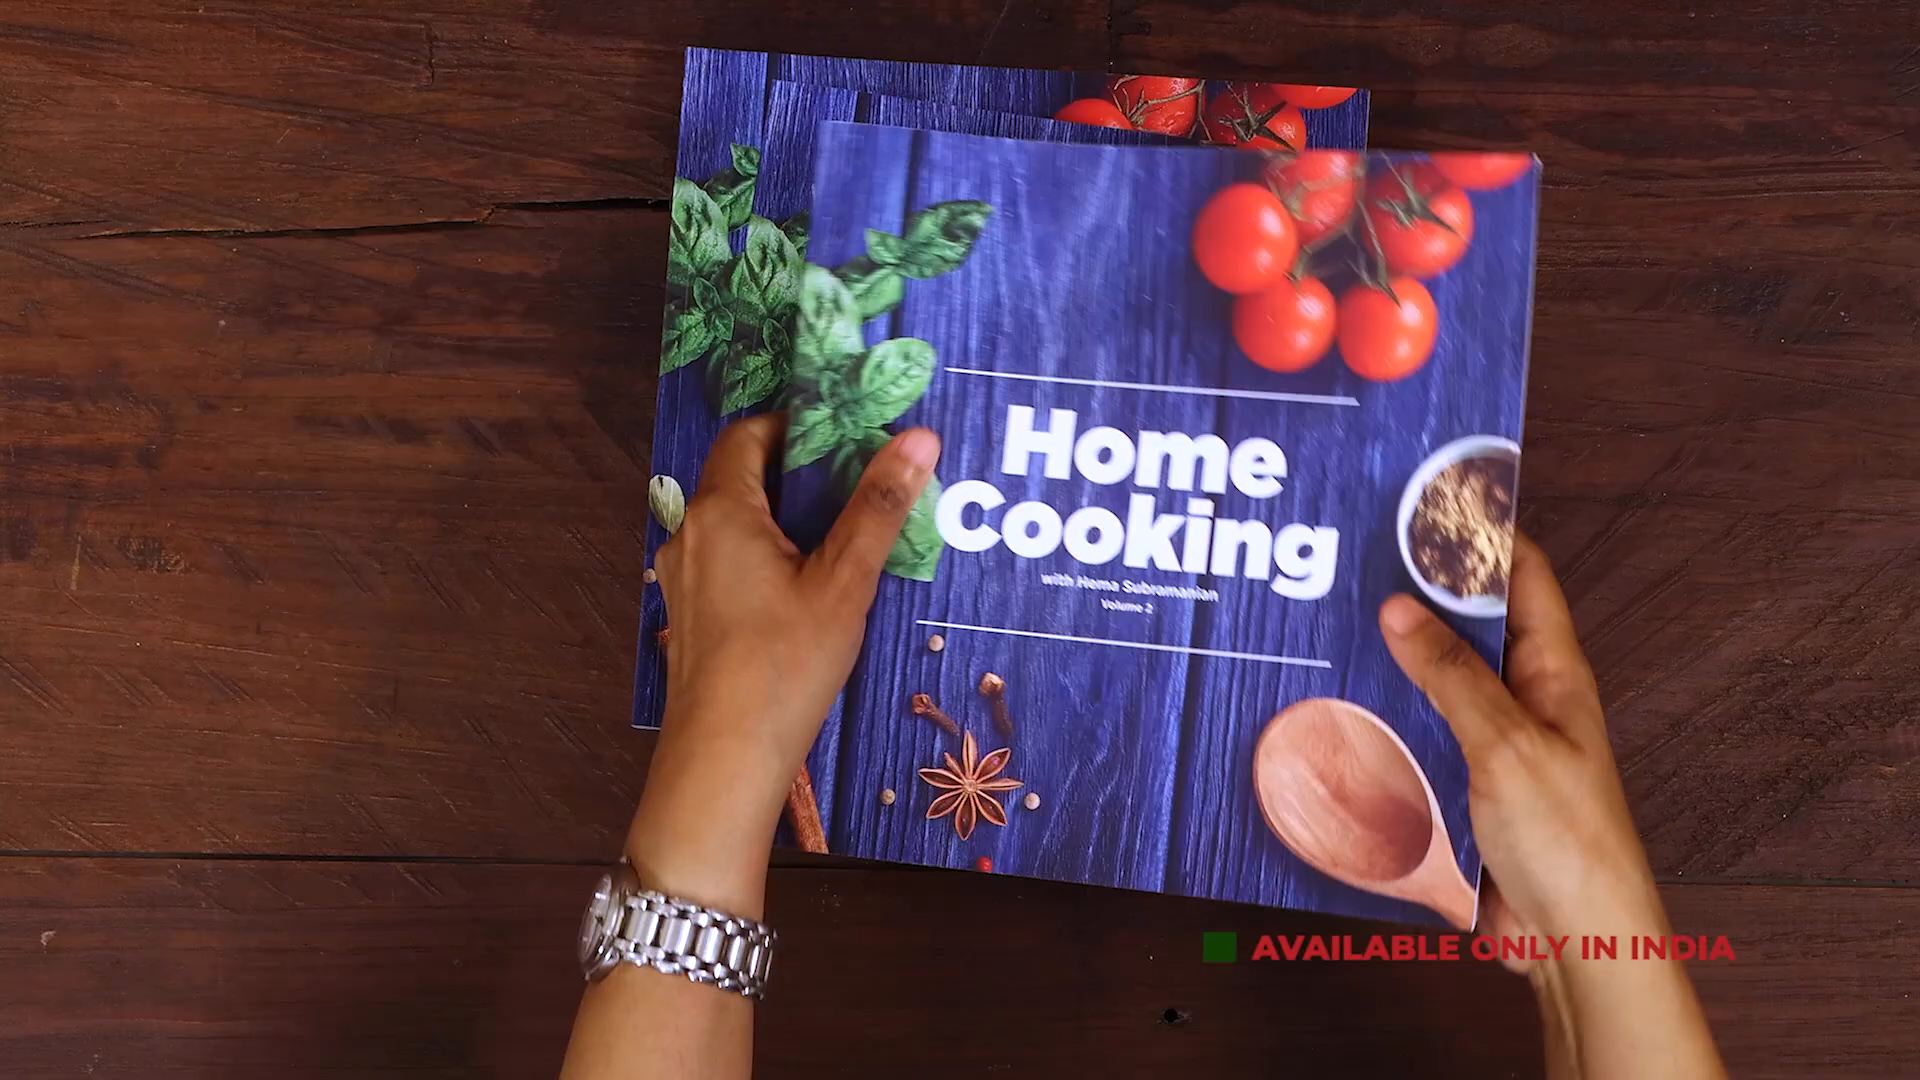 Home
Cooking
with Hema Subramanian
Volume 2
AVAILABLE ONLY IN INDIA